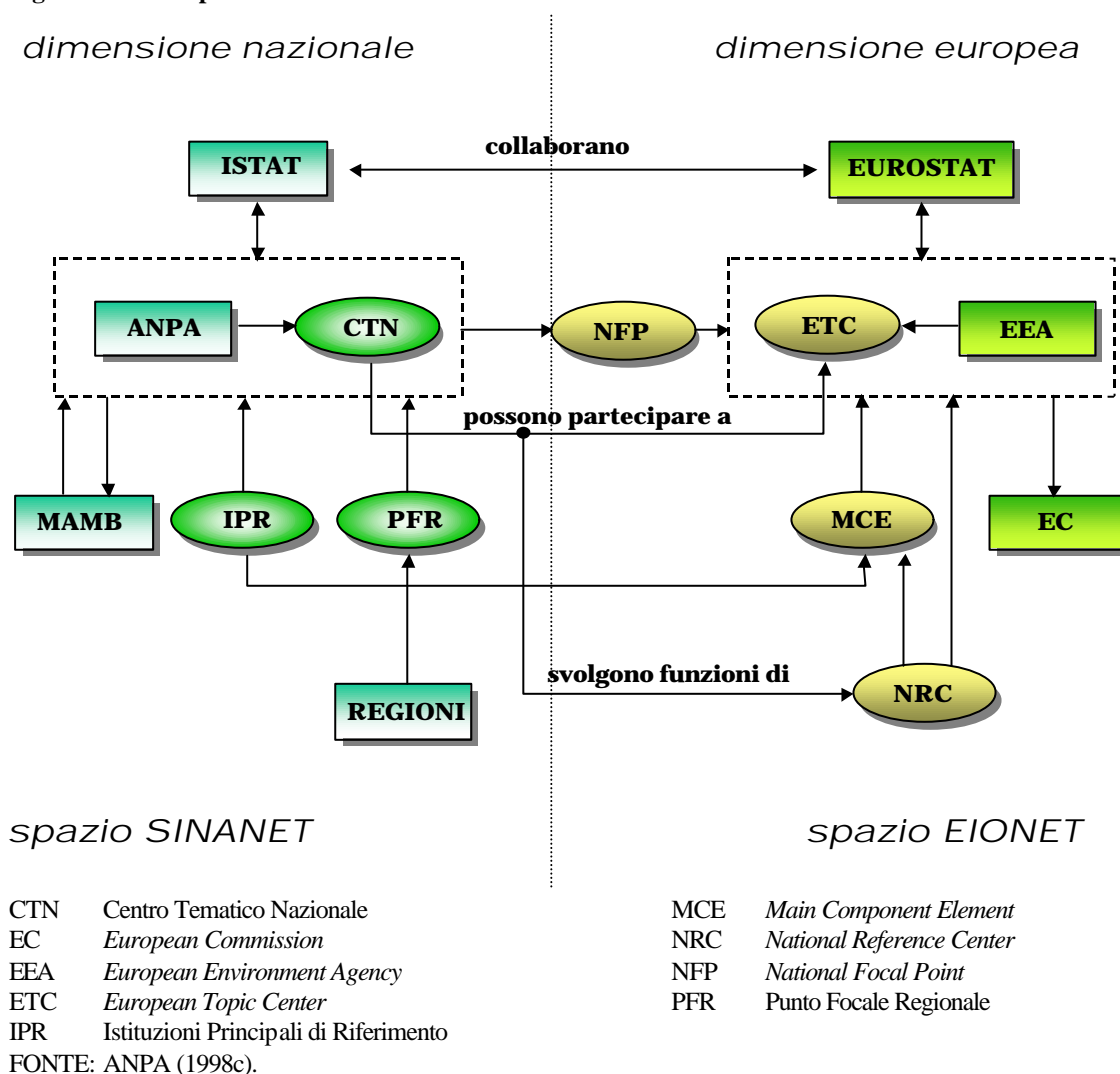 dimensione nazionale
dimensione europea
collaborano
ISTAT
EUROSTAT
ANPA
CTN
NFP
ETC
EEA
possono partecipare a
MAMB
IPR
PFR
MCE
EC
svolgono funzioni di
REGIONI
NRC
spazio SINANET
spazio EIONET
CTN Centro Tematico Nazionale
EC European Commission
EEA European Environment Agency
ETC European Topic Center
IPR Istituzioni Principali di Riferimento
MCE Main Component Element
NRC National Reference Center
NFP National Focal Point
PFR Punto Focale Regionale
FONTE: ANPA (1998c).